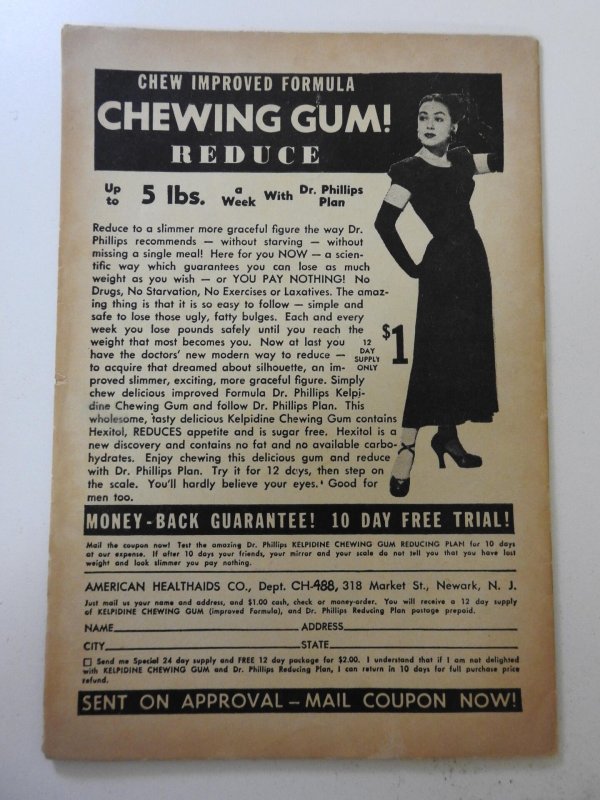 CHEW IMPROVED FORMULA
CHEWING GUM!
REDUCE
Up to 5 lbs. a Week With Dr. Phillips Plan
Reduce to a slimmer more graceful figure the way Dr.
Phillips recommends — without starving — without
missing a single meal! Here for you NOW — a scien-
tific way which guarantees you can lose as much
weight as you wish — or YOU PAY NOTHING! No
Drugs, No Starvation, No Exercises or Laxatives. The amaz-
ing thing is that it is so easy to follow — simple and
safe to lose those ugly, fatty bulges. Each and every
week you lose pounds safely until you reach the
weight that most becomes you. Now at last you
have the doctors' new modern way to reduce —
to acquire that dreamed about silhouette, an im-
proved slimmer, exciting, more graceful figure. Simply
chew delicious improved Formula Dr. Phillips Kelpi-
dine Chewing Gum and follow Dr. Phillips Plan. This
wholesome, tasty delicious Kelpidine Chewing Gum contains
Hexitol, REDUCES appetite and is sugar free. Hexitol is a
new discovery and contains no fat and no available carbo-
hydrates. Enjoy chewing this delicious gum and reduce
with Dr. Phillips Plan. Try it for 12 days, then step on
the scale. You'll hardly believe your eyes. Good for
men too.
12 DAY SUPPLY ONLY $1
MONEY-BACK GUARANTEE! 10 DAY FREE TRIAL!
Mail the coupon now! Test the amazing Dr. Phillips KELPIDINE CHEWING GUM REDUCING PLAN for 10 days
at our expense. If after 10 days your friends, your mirror and your scale do not tell you that you have lost
weight and look slimmer you pay nothing.
AMERICAN HEALTHAIDS CO., Dept. CH-488, 318 Market St., Newark, N. J.
Just mail us your name and address, and $1.00 cash, check or money-order. You will receive a 12 day supply
of KELPIDINE CHEWING GUM (improved Formula), and Dr. Phillips Reducing Plan postage prepaid.
NAME ADDRESS
CITY STATE
☐ Send me Special 24 day supply and FREE 12 day package for $2.00. I understand that if I am not delighted
with KELPIDINE CHEWING GUM and Dr. Phillips Reducing Plan, I can return in 10 days for full purchase price
refund.
SENT ON APPROVAL — MAIL COUPON NOW!